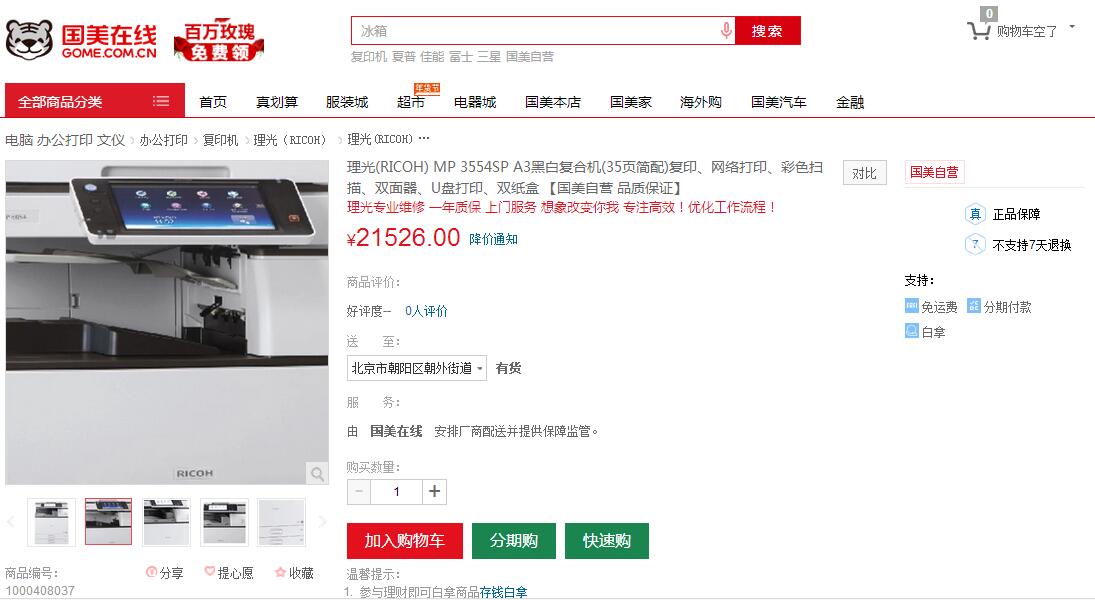 国美在线
GOME.COM.CN
百万玫瑰
免费领
冰箱
搜索
0
购物车空了
复印机 夏普 佳能 富士 三星 国美自营
全部商品分类
首页 真划算 服装城 超市 电器城 国美本店 国美家 海外购 国美汽车 金融
年货节
电脑 办公打印 文仪 > 办公打印 > 复印机 > 理光（RICOH） > 理光(RICOH) ···
理光(RICOH) MP 3554SP A3黑白复合机(35页简配)复印、网络打印、彩色扫
描、双面器、U盘打印、双纸盒 【国美自营 品质保证】
理光专业维修 一年质保 上门服务 想象改变你我 专注高效！优化工作流程！
¥21526.00 降价通知
对比
国美自营
真 正品保障
7 不支持7天退换
支持：
免运费 分期付款
白拿
商品评价：
好评度-- 0人评价
送 至：
北京市朝阳区朝外街道 有货
服 务：
由 国美在线 安排厂商配送并提供保障监管。
购买数量：
− 1 +
加入购物车 分期购 快速购
温馨提示：
1. 参与理财即可白拿商品存钱白拿
RICOH
商品编号：
1000408037
分享 提心愿 收藏